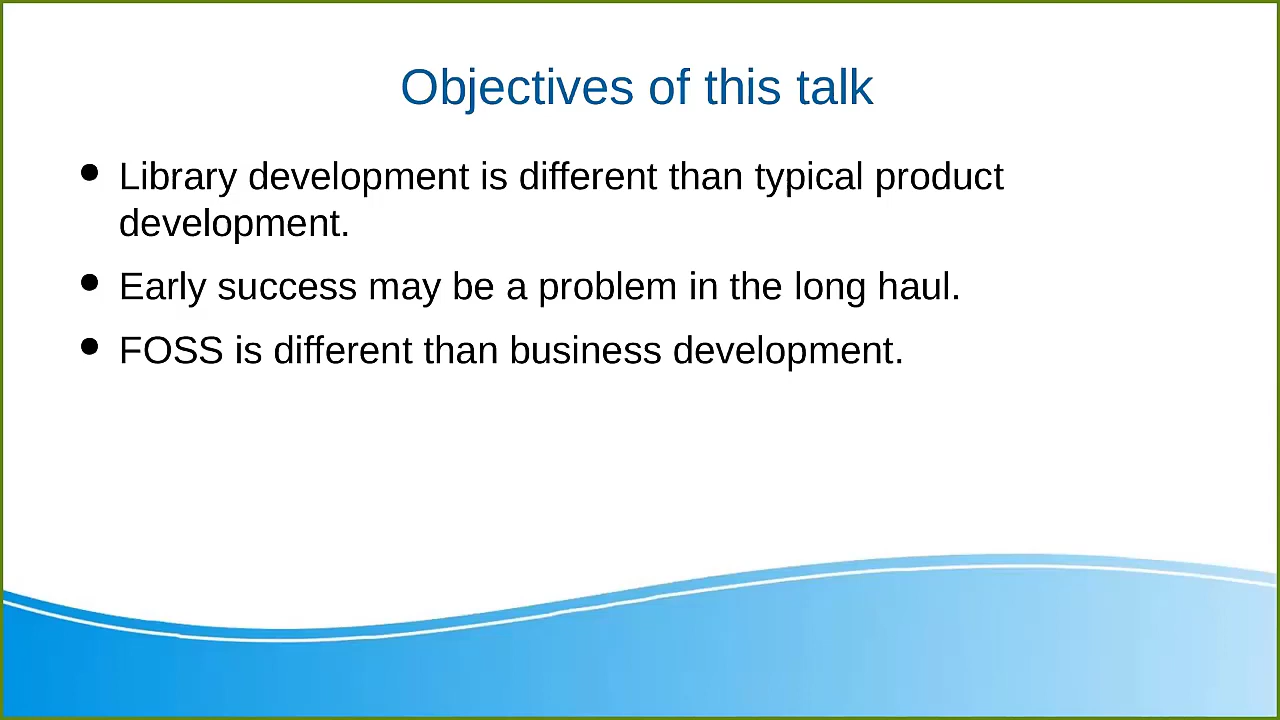 Objectives of this talk
Library development is different than typical product
development.
Early success may be a problem in the long haul.
FOSS is different than business development.